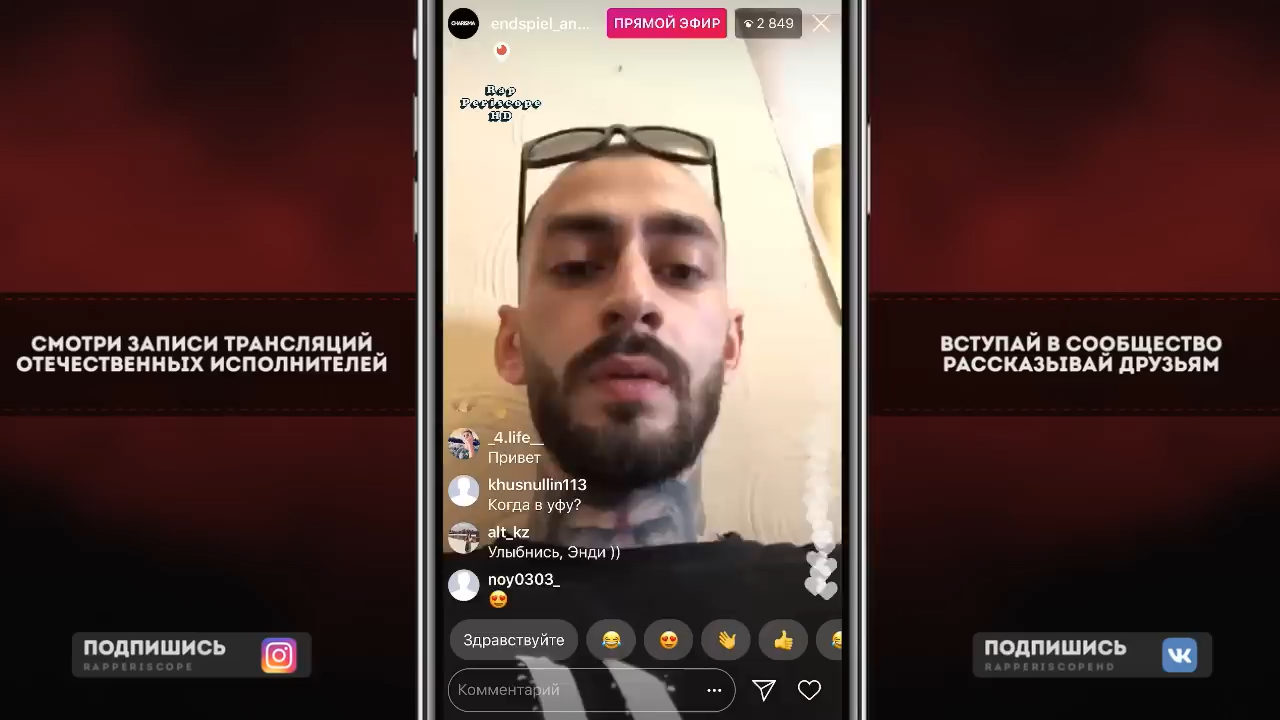 CHARISMA
endspiel_an...
ПРЯМОЙ ЭФИР
2 849
Rap
Periscope
HD
СМОТРИ ЗАПИСИ ТРАНСЛЯЦИЙ
ОТЕЧЕСТВЕННЫХ ИСПОЛНИТЕЛЕЙ
ВСТУПАЙ В СООБЩЕСТВО
РАССКАЗЫВАЙ ДРУЗЬЯМ
_4.life__
Привет
khusnullin113
Когда в уфу?
alt_kz
Улыбнись, Энди ))
noy0303_
😍
Здравствуйте
Комментарий
ПОДПИШИСЬ
RAPPERISCOPE
ПОДПИШИСЬ
RAPPERISCOPEHD